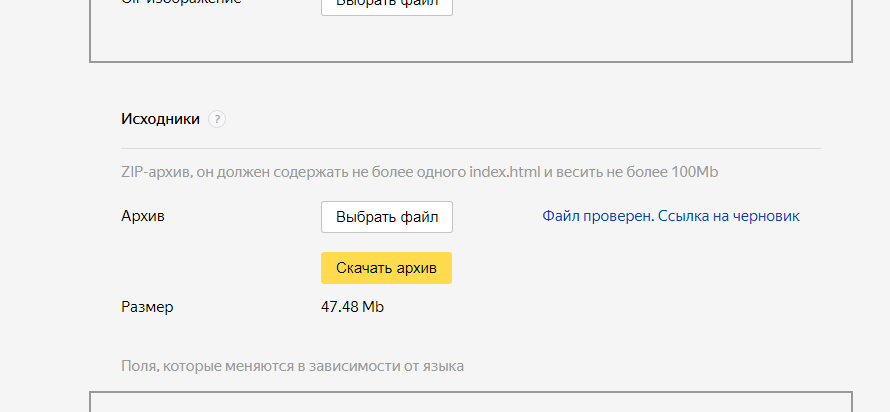 Выбрать файл
Исходники ?
ZIP-архив, он должен содержать не более одного index.html и весить не более 100Mb
Архив Выбрать файл Файл проверен. Ссылка на черновик
Скачать архив
Размер 47.48 Mb
Поля, которые меняются в зависимости от языка